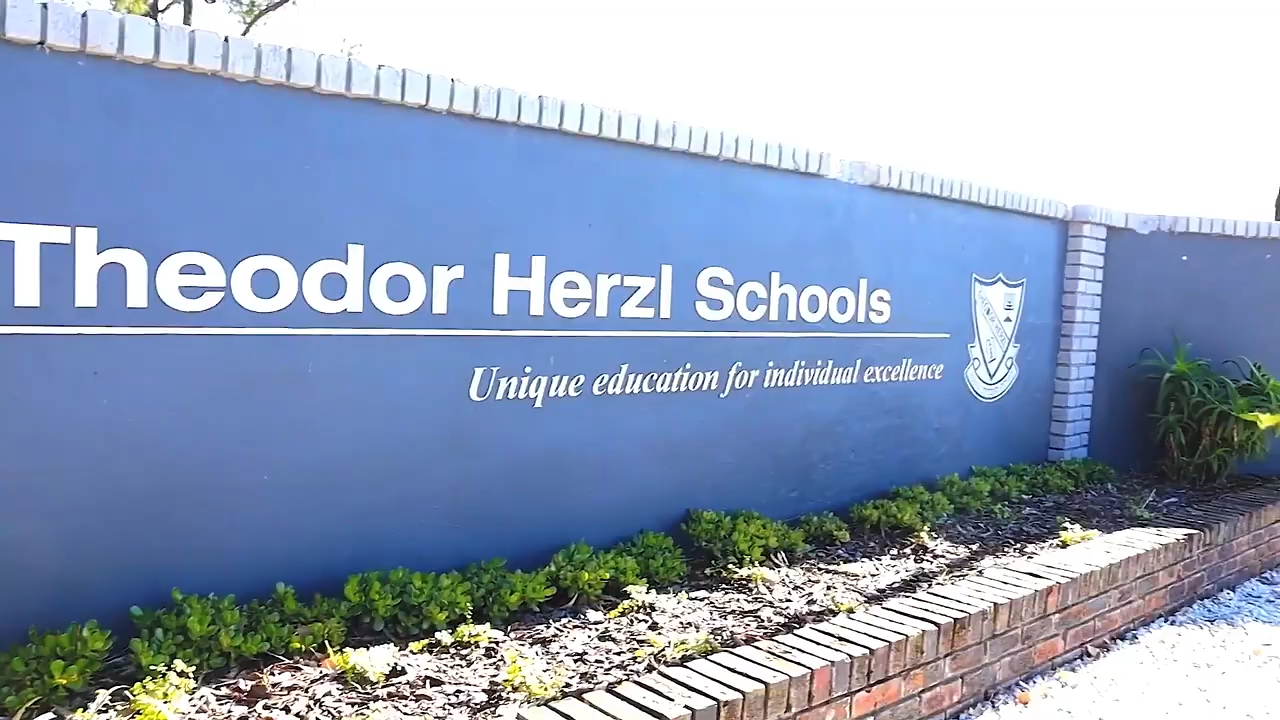 Theodor Herzl Schools
Unique education for individual excellence